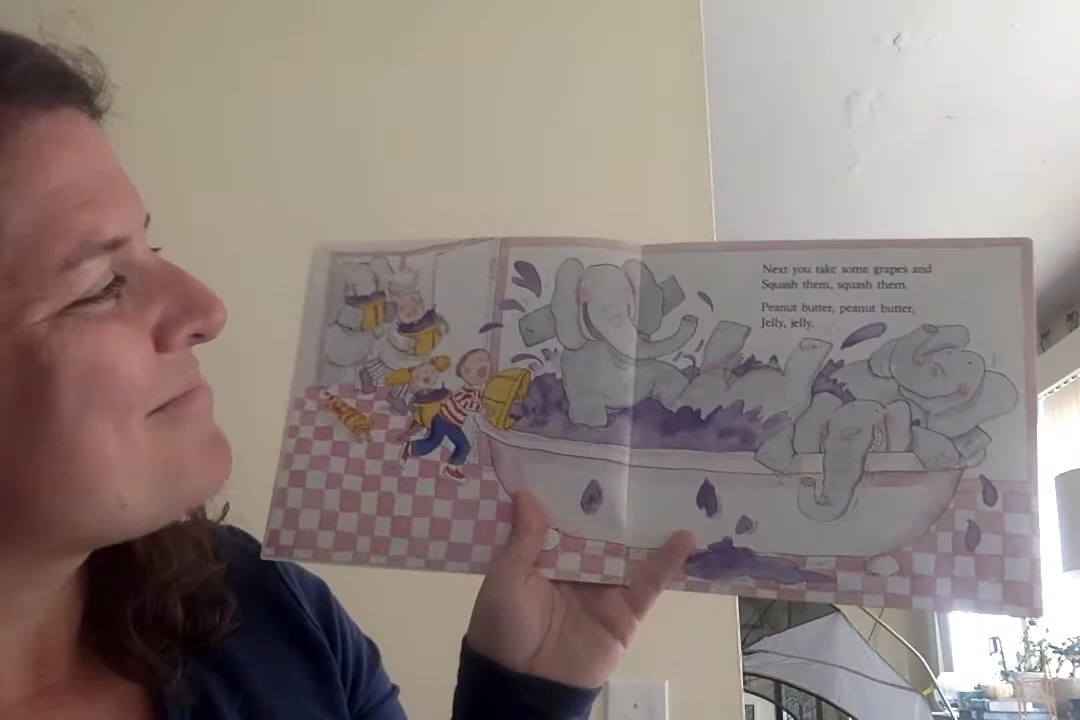 Next you take some grapes and
Squash them, squash them.
Peanut butter, peanut butter,
Jelly, jelly.